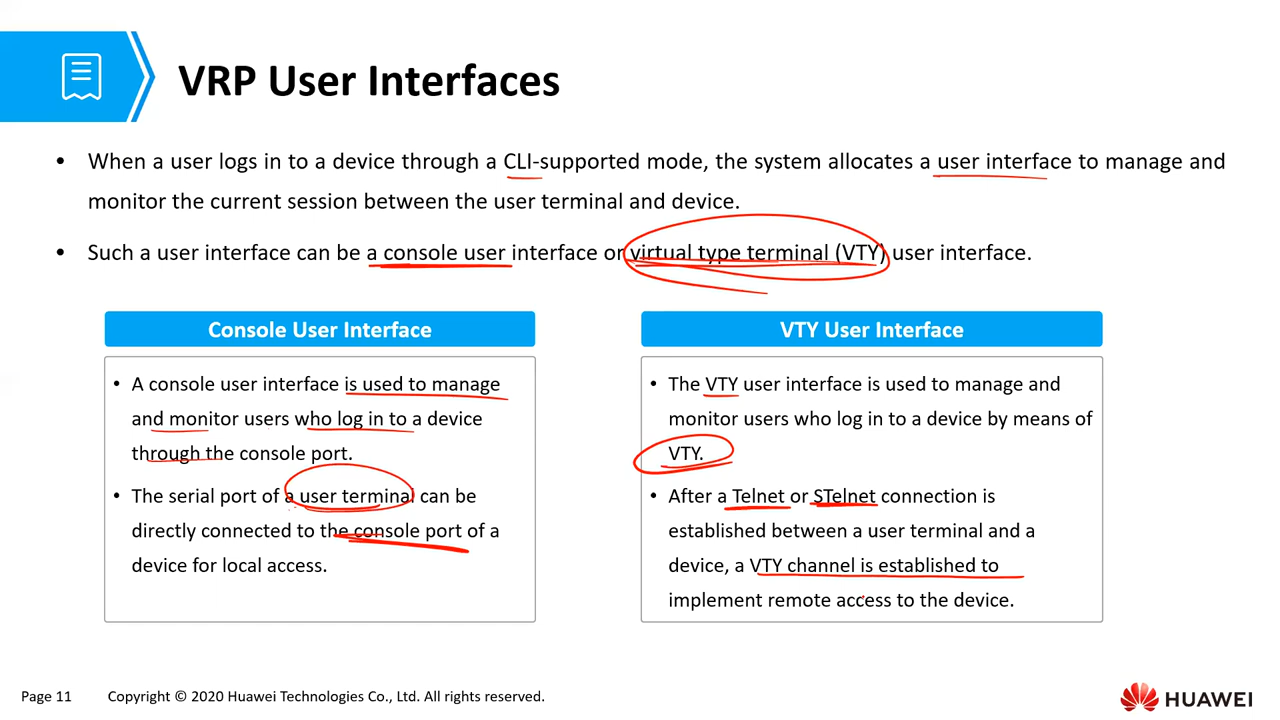 VRP User Interfaces
• When a user logs in to a device through a CLI-supported mode, the system allocates a user interface to manage and
monitor the current session between the user terminal and device.
• Such a user interface can be a console user interface or virtual type terminal (VTY) user interface.
Console User Interface
• A console user interface is used to manage
and monitor users who log in to a device
through the console port.
• The serial port of a user terminal can be
directly connected to the console port of a
device for local access.
VTY User Interface
• The VTY user interface is used to manage and
monitor users who log in to a device by means of
VTY.
• After a Telnet or STelnet connection is
established between a user terminal and a
device, a VTY channel is established to
implement remote access to the device.
Page 11 Copyright © 2020 Huawei Technologies Co., Ltd. All rights reserved.
HUAWEI